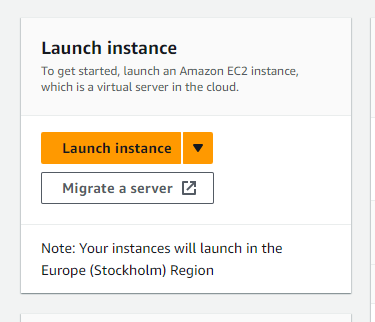 Launch instance
To get started, launch an Amazon EC2 instance,
which is a virtual server in the cloud.
Launch instance
Migrate a server
Note: Your instances will launch in the
Europe (Stockholm) Region